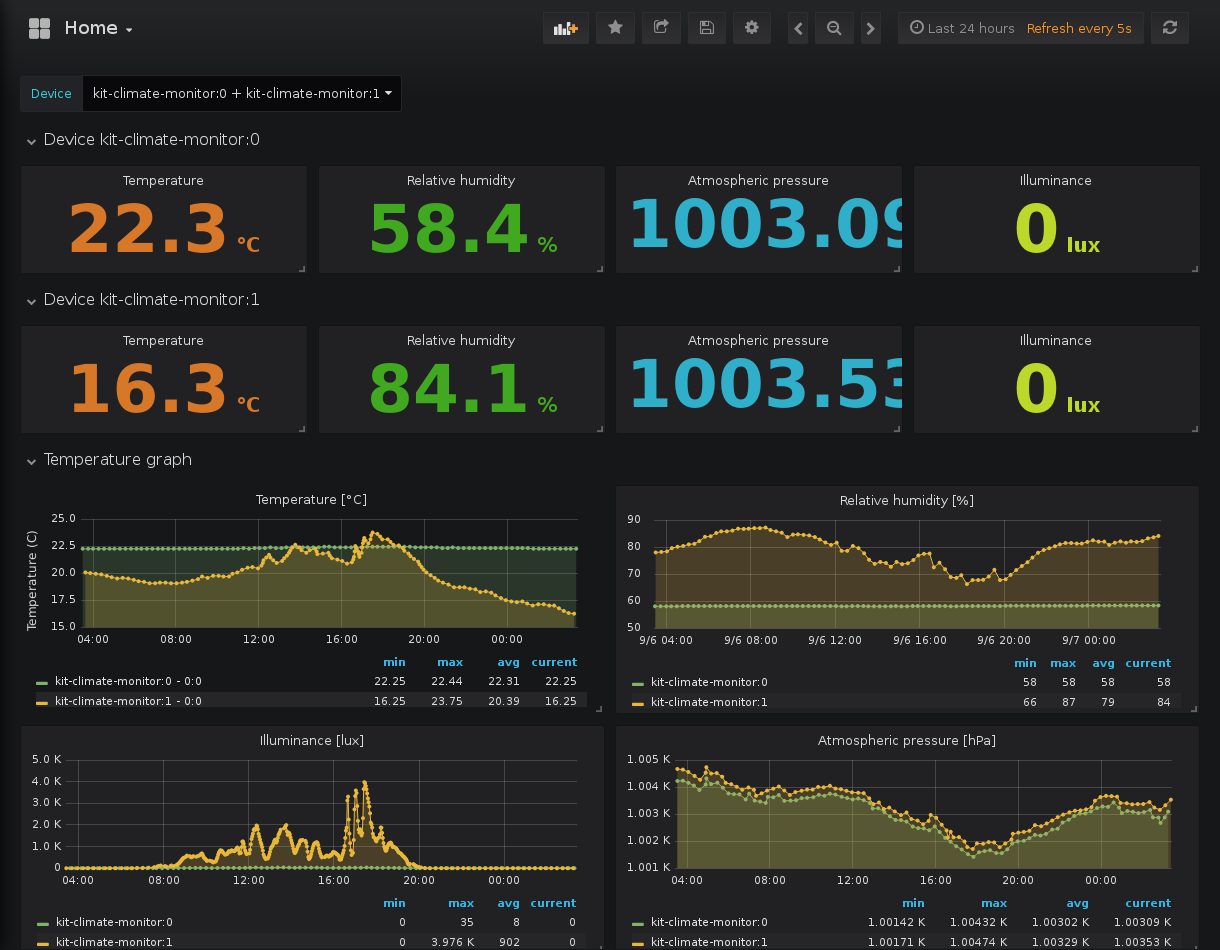 Home
Last 24 hours Refresh every 5s
Device kit-climate-monitor:0 + kit-climate-monitor:1
Device kit-climate-monitor:0
Temperature Relative humidity Atmospheric pressure Illuminance
22.3 °C 58.4 % 1003.09 0 lux
Device kit-climate-monitor:1
Temperature Relative humidity Atmospheric pressure Illuminance
16.3 °C 84.1 % 1003.53 0 lux
Temperature graph
Temperature [°C]
Temperature (C)
25.0
22.5
20.0
17.5
15.0
04:00 08:00 12:00 16:00 20:00 00:00
min max avg current
kit-climate-monitor:0 - 0:0 22.25 22.44 22.31 22.25
kit-climate-monitor:1 - 0:0 16.25 23.75 20.39 16.25
Relative humidity [%]
90
80
70
60
50
9/6 04:00 9/6 08:00 9/6 12:00 9/6 16:00 9/6 20:00 9/7 00:00
min max avg current
kit-climate-monitor:0 58 58 58 58
kit-climate-monitor:1 66 87 79 84
Illuminance [lux]
5.0 K
4.0 K
3.0 K
2.0 K
1.0 K
0
04:00 08:00 12:00 16:00 20:00 00:00
min max avg current
kit-climate-monitor:0 0 35 8 0
kit-climate-monitor:1 0 3.976 K 902 0
Atmospheric pressure [hPa]
1.005 K
1.004 K
1.003 K
1.002 K
1.001 K
04:00 08:00 12:00 16:00 20:00 00:00
min max avg current
kit-climate-monitor:0 1.00142 K 1.00432 K 1.00302 K 1.00309 K
kit-climate-monitor:1 1.00171 K 1.00474 K 1.00329 K 1.00353 K